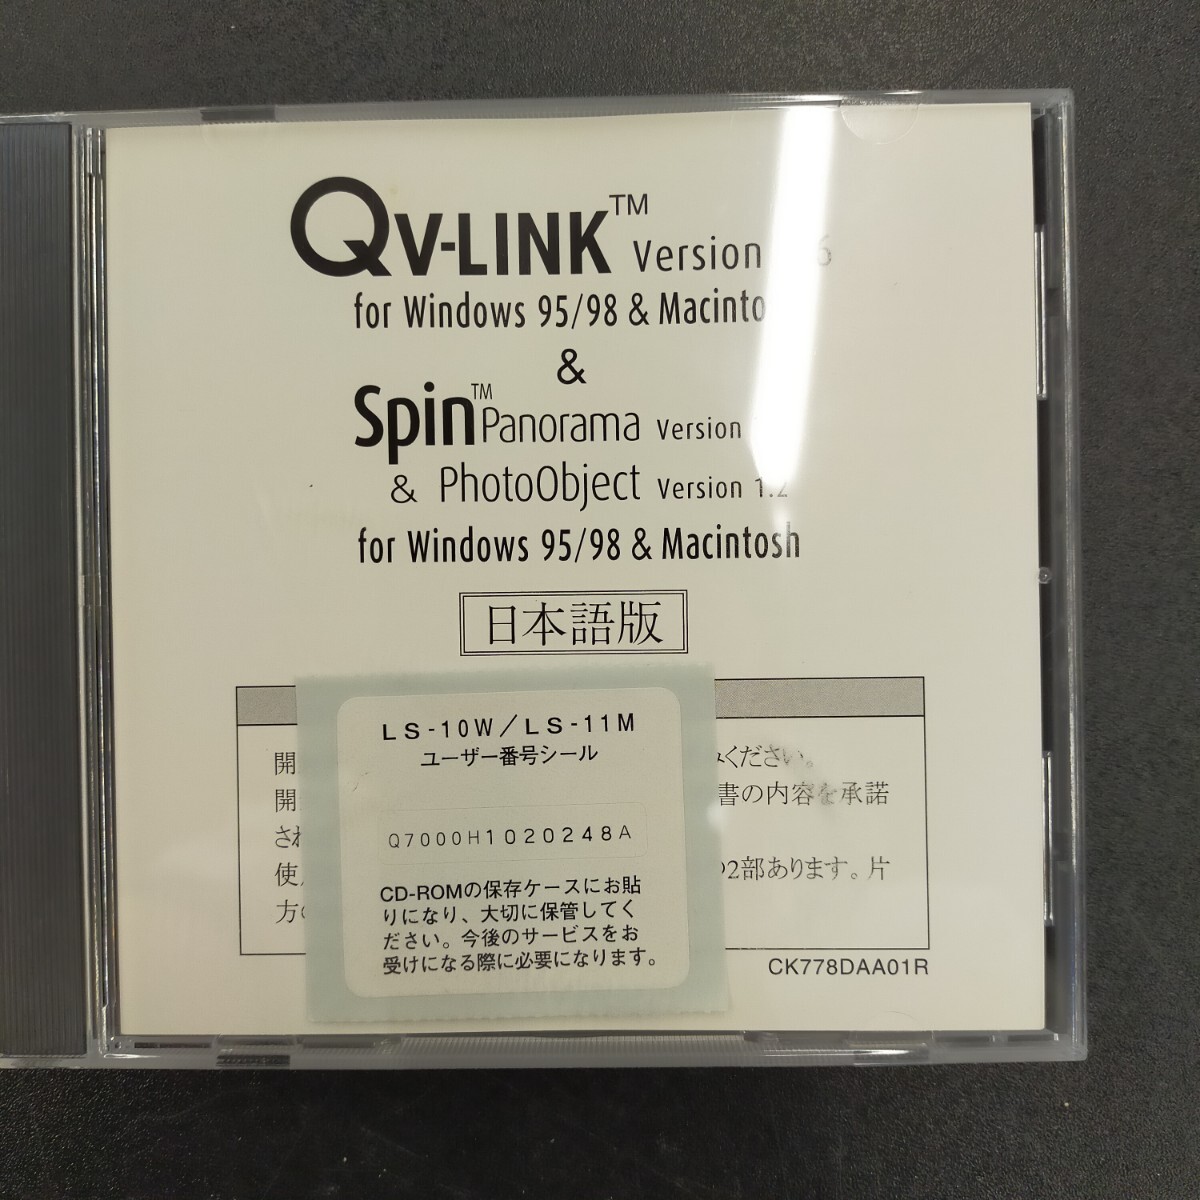 QV-LINK™ Version 6
for Windows 95/98 & Macinto
&
Spin™ Panorama Version
& PhotoObject Version 1.2
for Windows 95/98 & Macintosh
日本語版
LS-10W／LS-11M
ユーザー番号シール
Q7000H1020248A
CD-ROMの保存ケースにお貼
りになり、大切に保管してく
ださい。今後のサービスをお
受けになる際に必要になります。
開 みください。
開 書の内容を承諾
され
使 2部あります。片
方の
CK778DAA01R